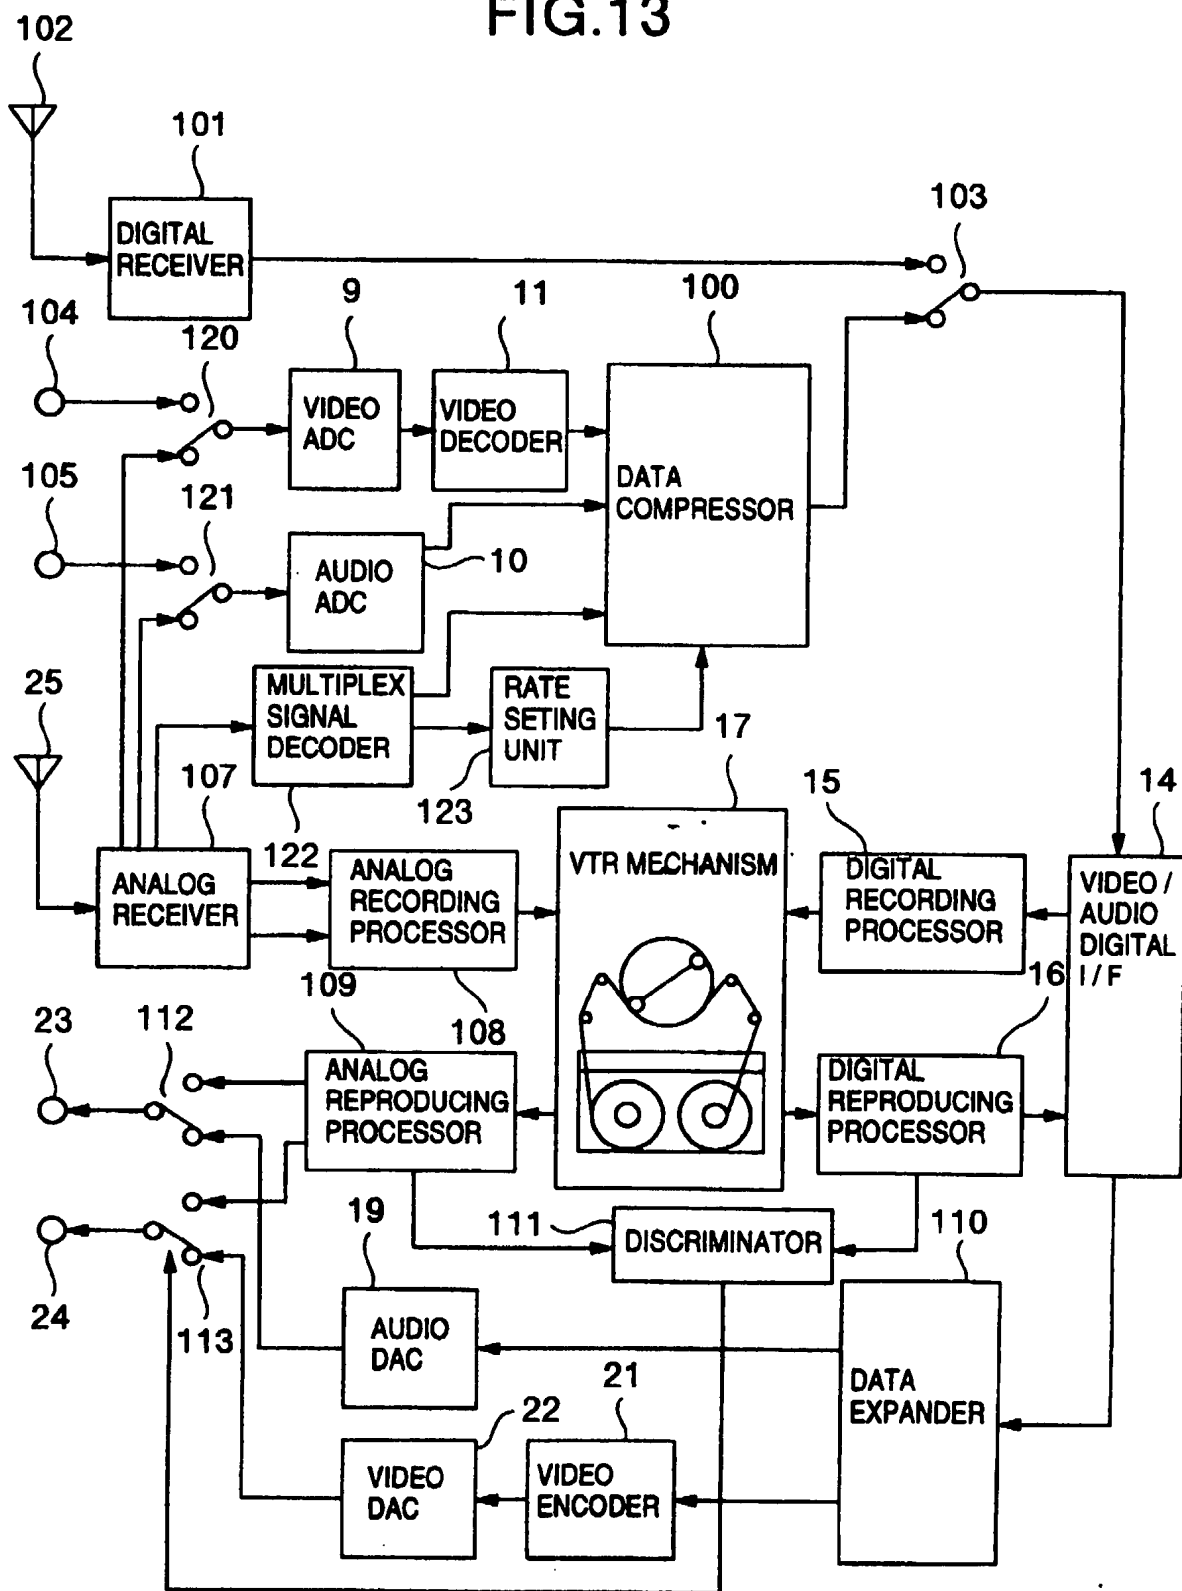 FIG.13
102
101
DIGITAL
RECEIVER
103
104
120
9
11
100
VIDEO
ADC
VIDEO
DECODER
DATA
COMPRESSOR
105
121
AUDIO
ADC
10
25
MULTIPLEX
SIGNAL
DECODER
RATE
SETING
UNIT
17
107
122
123
15
14
ANALOG
RECEIVER
ANALOG
RECORDING
PROCESSOR
VTR MECHANISM
DIGITAL
RECORDING
PROCESSOR
VIDEO /
AUDIO
DIGITAL
I/F
109
108
16
23
112
ANALOG
REPRODUCING
PROCESSOR
DIGITAL
REPRODUCING
PROCESSOR
24
113
19
111
DISCRIMINATOR
110
AUDIO
DAC
DATA
EXPANDER
22
21
VIDEO
DAC
VIDEO
ENCODER